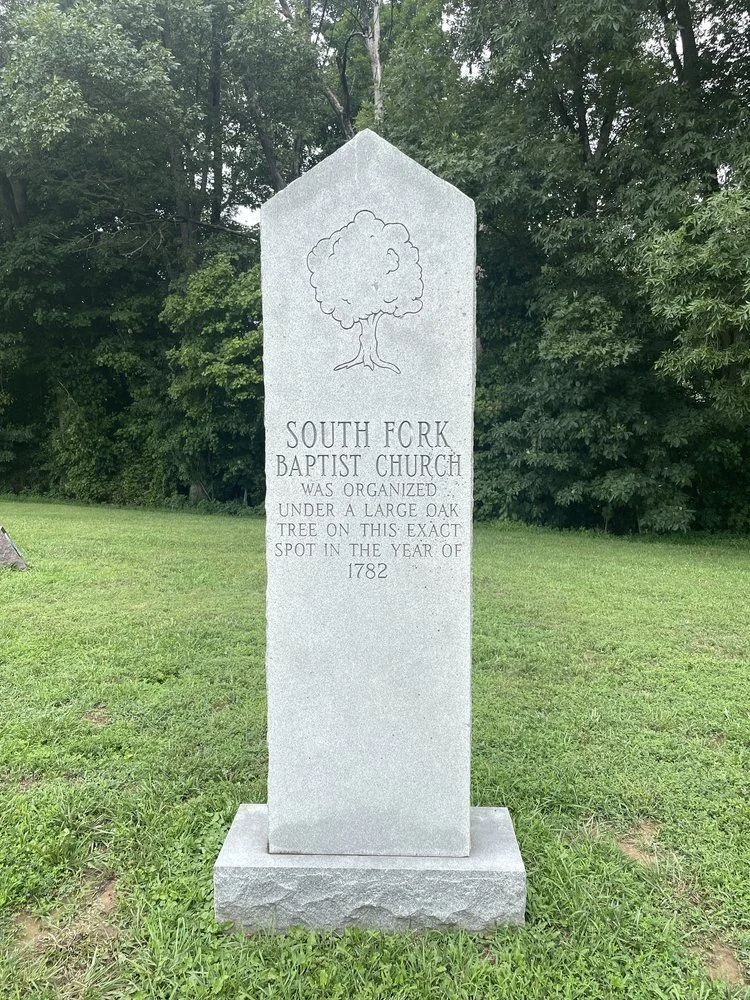 SOUTH FORK
BAPTIST CHURCH
WAS ORGANIZED
UNDER A LARGE OAK
TREE ON THIS EXACT
SPOT IN THE YEAR OF
1782